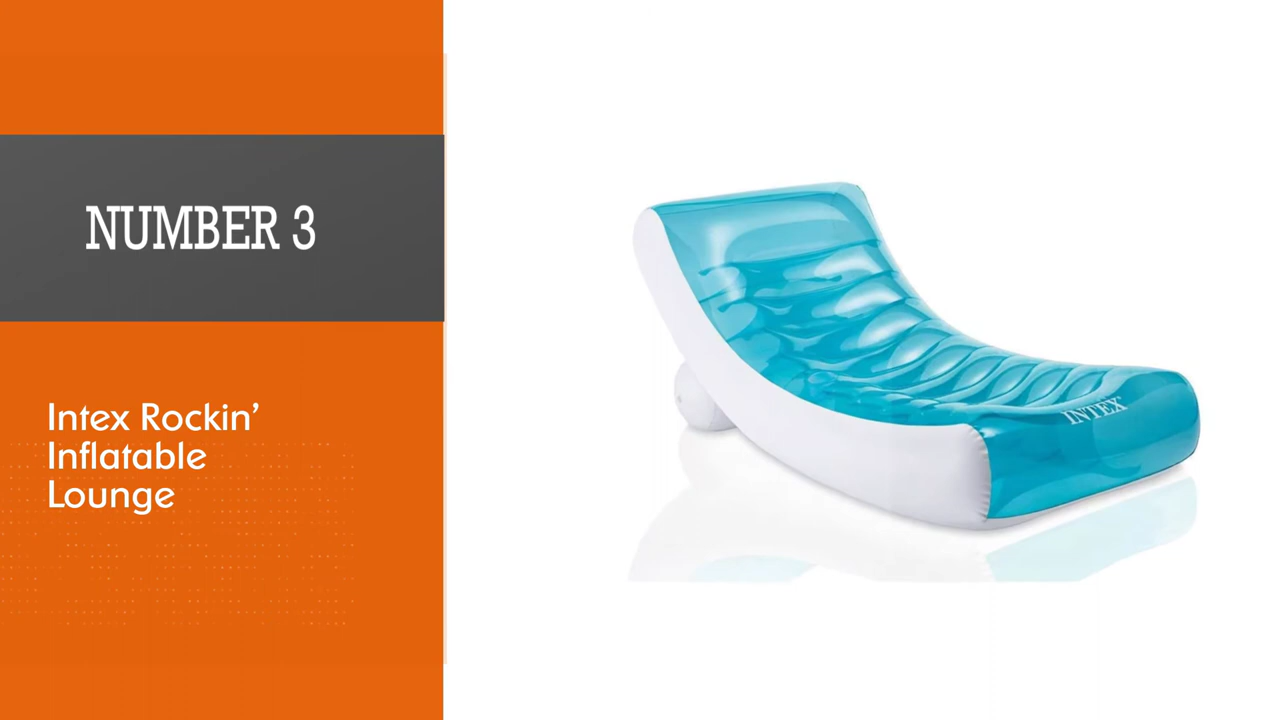 NUMBER 3
Intex Rockin’
Inflatable
Lounge
INTEX